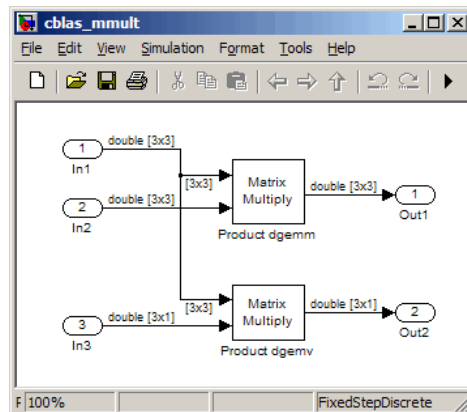 cblas_mmult
File Edit View Simulation Format Tools Help
1
double [3x3]
In1
[3x3]
2
double [3x3]
In2
Matrix
Multiply
double [3x3]
1
Out1
Product dgemm
[3x3]
3
double [3x1]
In3
Matrix
Multiply
double [3x1]
2
Out2
Product dgemv
F 100% FixedStepDiscrete